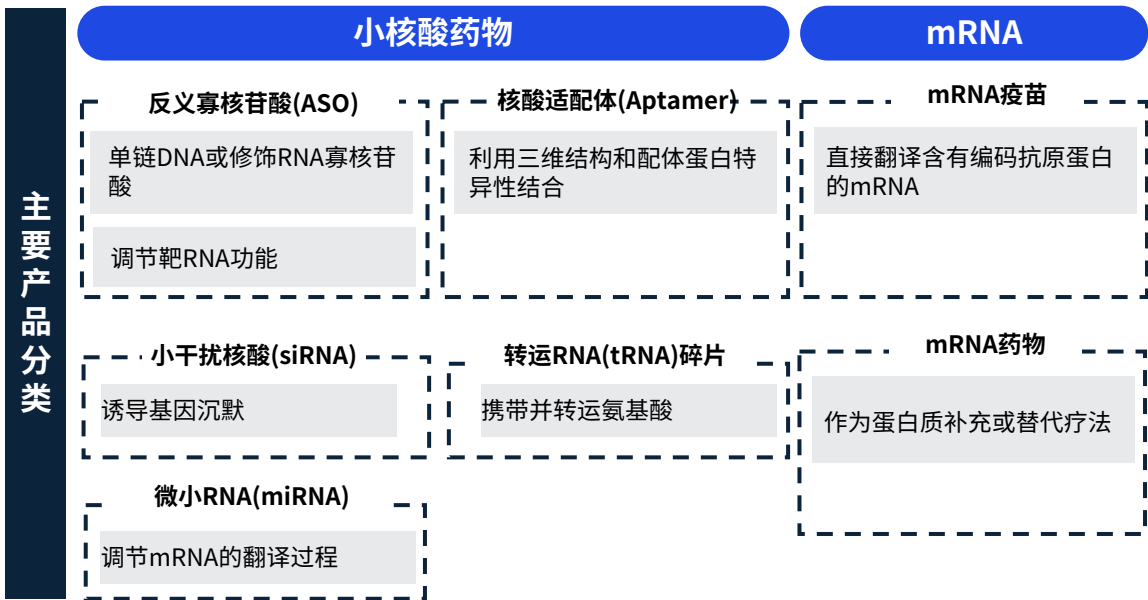 主要产品分类
小核酸药物
mRNA
反义寡核苷酸(ASO)
单链DNA或修饰RNA寡核苷
酸
调节靶RNA功能
核酸适配体(Aptamer)
利用三维结构和配体蛋白特
异性结合
mRNA疫苗
直接翻译含有编码抗原蛋白
的mRNA
小干扰核酸(siRNA)
诱导基因沉默
转运RNA(tRNA)碎片
携带并转运氨基酸
mRNA药物
作为蛋白质补充或替代疗法
微小RNA(miRNA)
调节mRNA的翻译过程